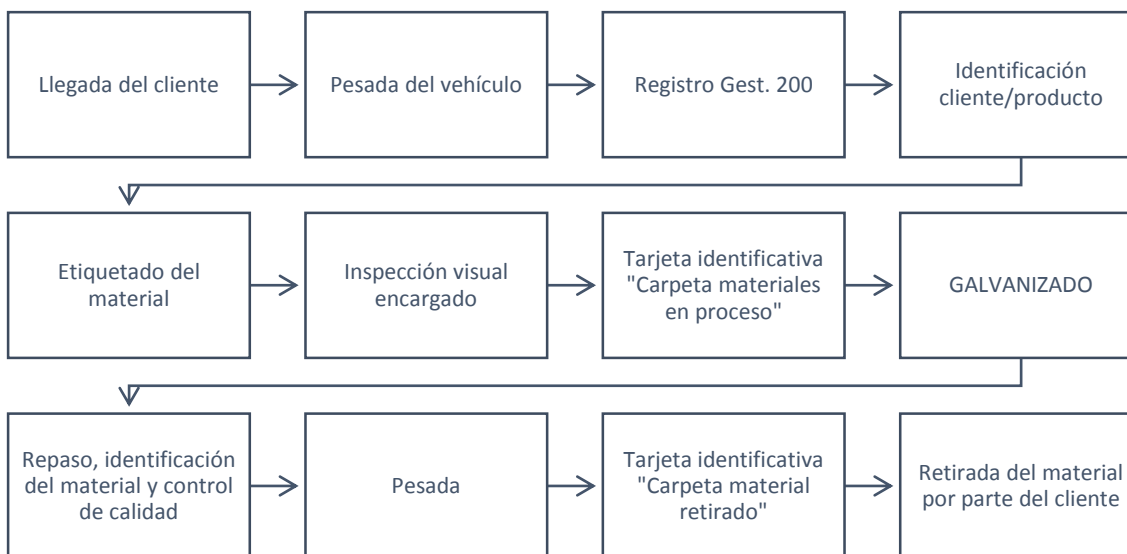 Llegada del cliente
Pesada del vehículo
Registro Gest. 200
Identificación
cliente/producto
Etiquetado del
material
Inspección visual
encargado
Tarjeta identificativa
"Carpeta materiales
en proceso"
GALVANIZADO
Repaso, identificación
del material y control
de calidad
Pesada
Tarjeta identificativa
"Carpeta material
retirado"
Retirada del material
por parte del cliente